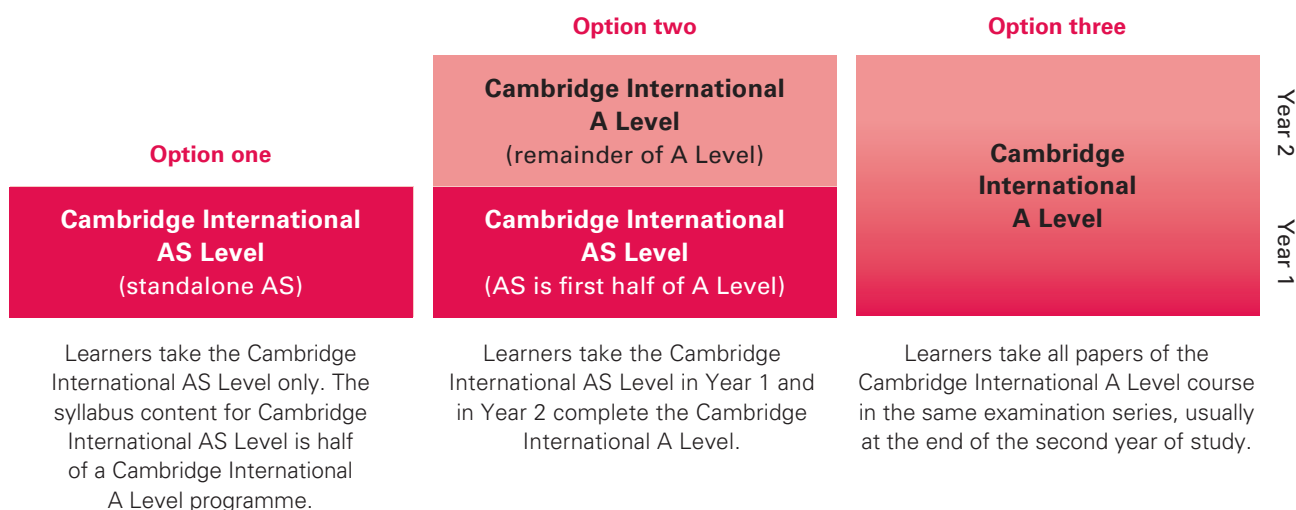 Option one
Cambridge International
AS Level
(standalone AS)
Learners take the Cambridge
International AS Level only. The
syllabus content for Cambridge
International AS Level is half
of a Cambridge International
A Level programme.
Option two
Cambridge International
A Level
(remainder of A Level)
Cambridge International
AS Level
(AS is first half of A Level)
Learners take the Cambridge
International AS Level in Year 1 and
in Year 2 complete the Cambridge
International A Level.
Option three
Cambridge
International
A Level
Learners take all papers of the
Cambridge International A Level course
in the same examination series, usually
at the end of the second year of study.
Year 2
Year 1